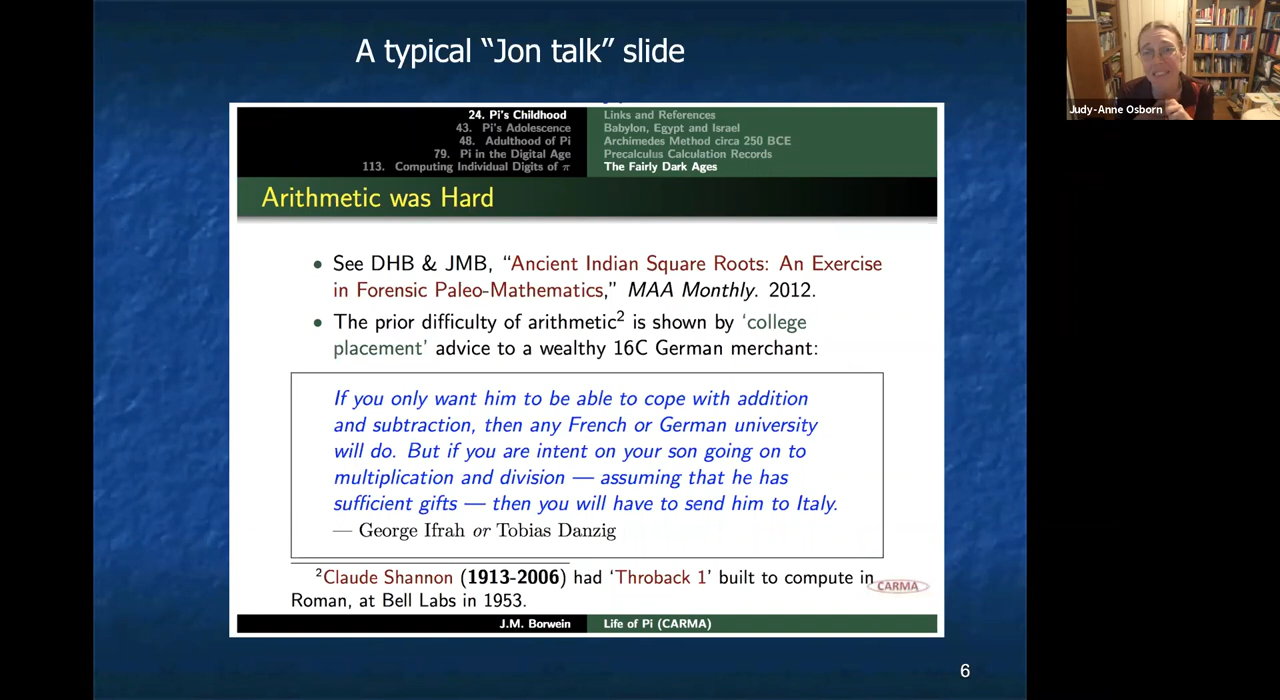 A typical “Jon talk” slide
Judy-Anne Osborn
24. Pi's Childhood
43. Pi's Adolescence
48. Adulthood of Pi
79. Pi in the Digital Age
113. Computing Individual Digits of π
Links and References
Babylon, Egypt and Israel
Archimedes Method circa 250 BCE
Precalculus Calculation Records
The Fairly Dark Ages
Arithmetic was Hard
• See DHB & JMB, “Ancient Indian Square Roots: An Exercise
in Forensic Paleo-Mathematics,” MAA Monthly. 2012.
• The prior difficulty of arithmetic² is shown by ‘college
placement’ advice to a wealthy 16C German merchant:
If you only want him to be able to cope with addition
and subtraction, then any French or German university
will do. But if you are intent on your son going on to
multiplication and division — assuming that he has
sufficient gifts — then you will have to send him to Italy.
— George Ifrah or Tobias Danzig
²Claude Shannon (1913-2006) had ‘Throback 1’ built to compute in
Roman, at Bell Labs in 1953.
CARMA
J.M. Borwein
Life of Pi (CARMA)
6